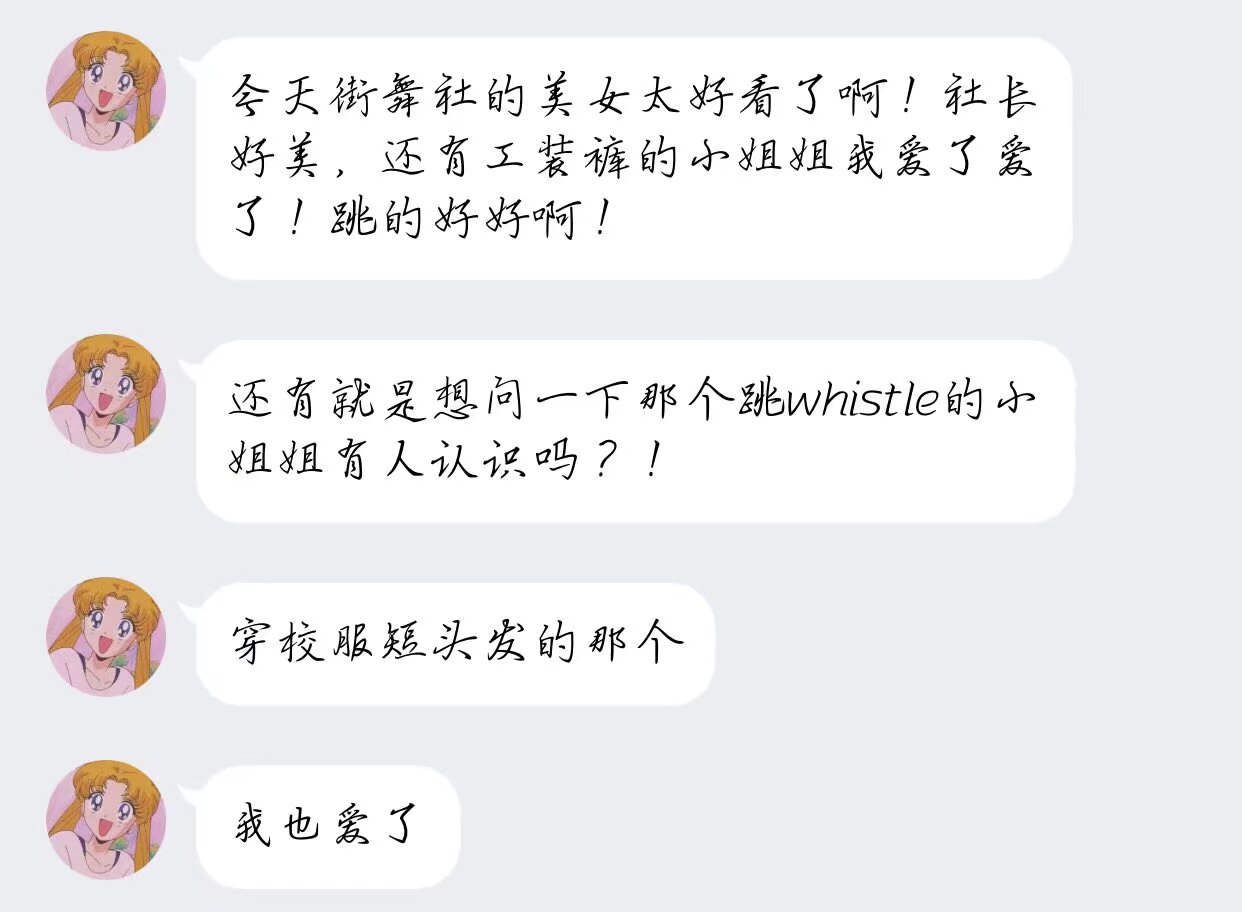 今天街舞社的美女太好看了啊！社长
好美，还有工装裤的小姐姐我爱了爱
了！跳的好好啊！
还有就是想问一下那个跳whistle的小
姐姐有人认识吗？！
穿校服短头发的那个
我也爱了